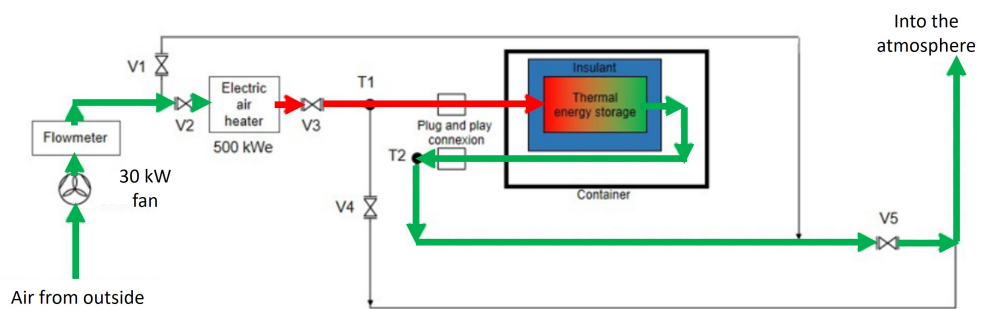 Into the
atmosphere
V1
Electric
air
heater
T1
Insulant
Thermal
energy storage
V2
V3
Flowmeter
500 kWe
Plug and play
connexion
T2
30 kW
fan
Container
V4
V5
Air from outside